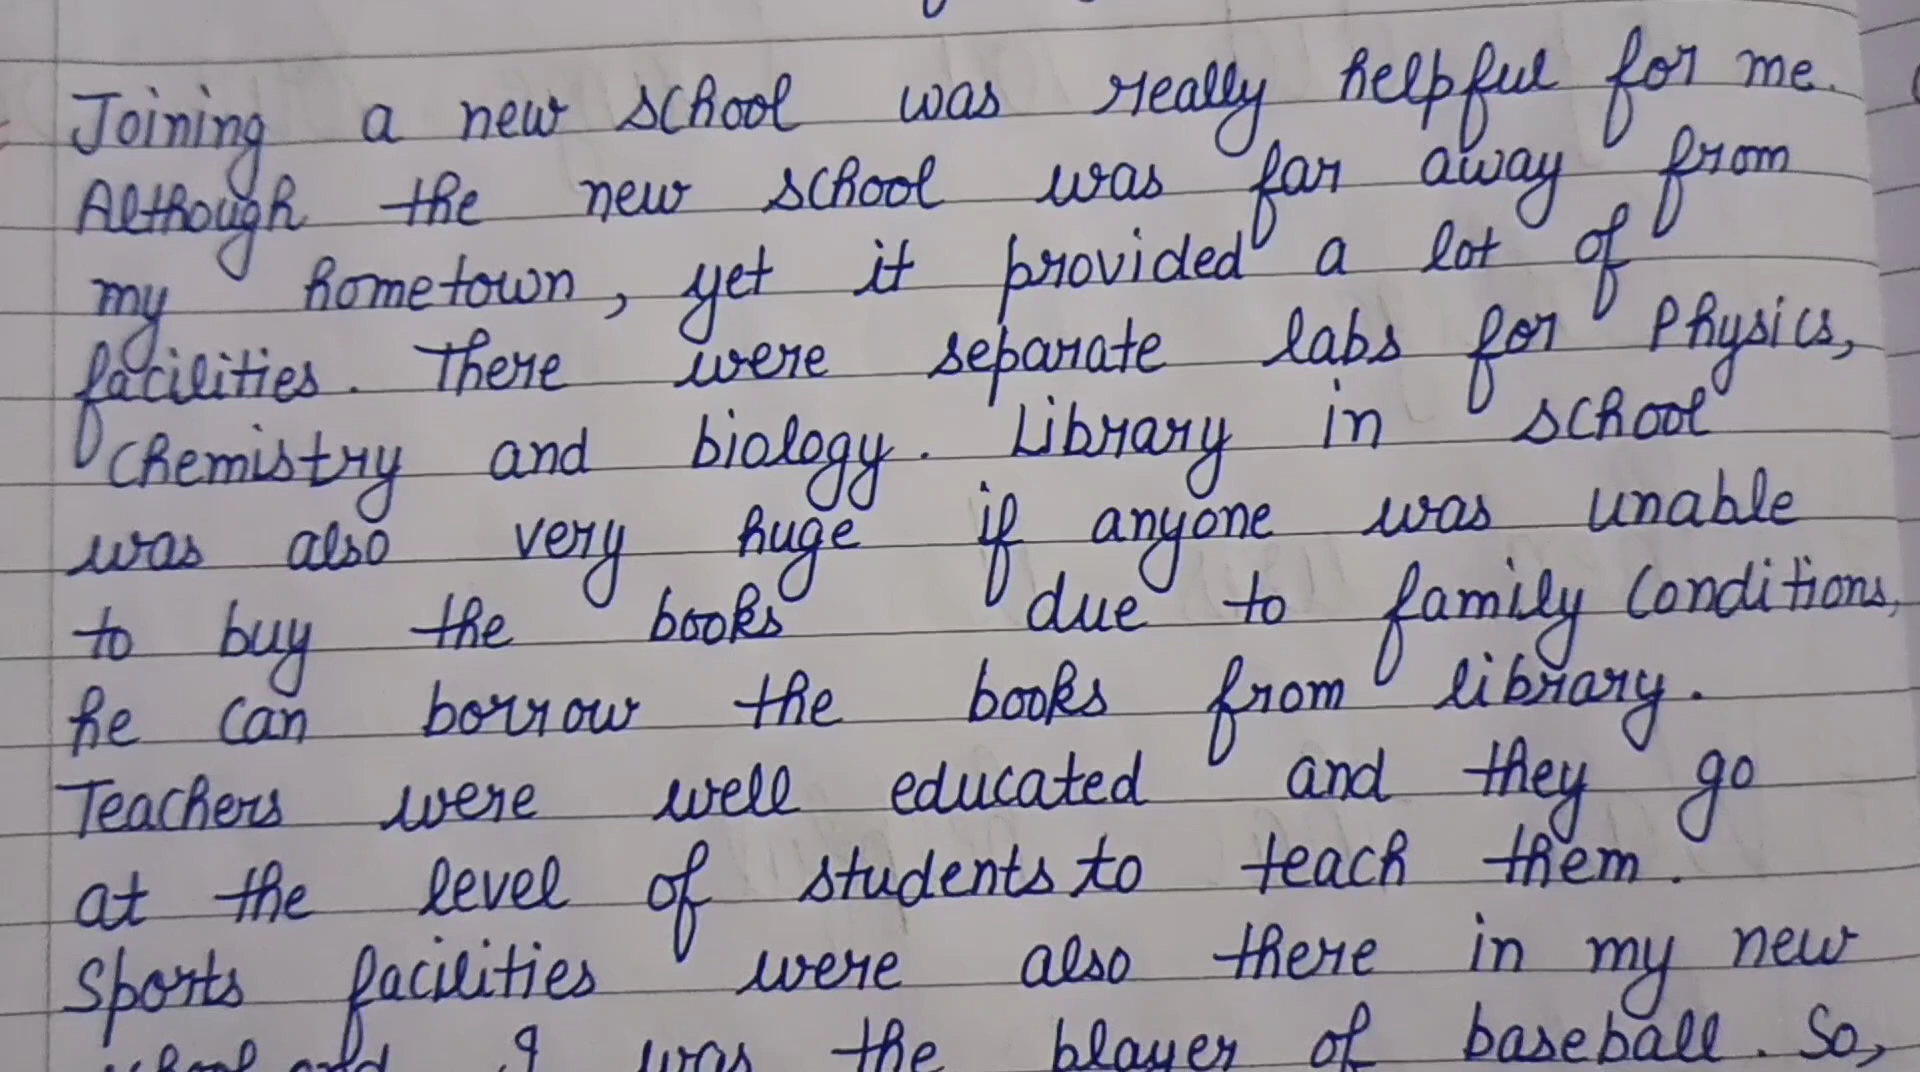 Joining a new school was really helpful for me.
Although the new school was far away from
my hometown, yet it provided a lot of
facilities. There were separate labs for Physics,
Chemistry and biology. Library in school
was also very huge if anyone was unable
to buy the books due to family conditions,
he can borrow the books from library.
Teachers were well educated and they go
at the level of students to teach them.
Sports facilities were also there in my new
school and I was the player of baseball. So,